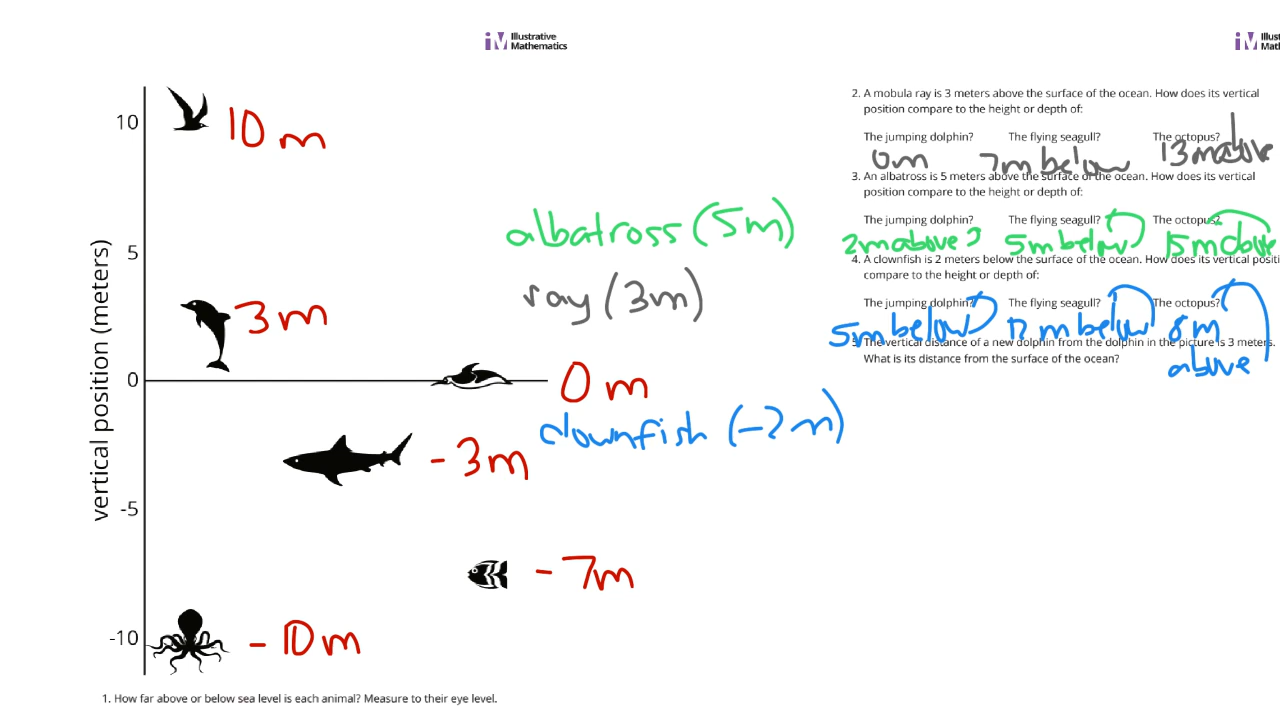 Illustrative
Mathematics
10
10 m
5
vertical position (meters)
3 m
albatross (5m)
ray (3m)
0
0 m
clownfish (-2 m)
- 3m
-5
- 7m
-10
- 10 m
1. How far above or below sea level is each animal? Measure to their eye level.
2. A mobula ray is 3 meters above the surface of the ocean. How does its vertical
position compare to the height or depth of:
The jumping dolphin? The flying seagull? The octopus?
0m 7m below 13m above
3. An albatross is 5 meters above the surface of the ocean. How does its vertical
position compare to the height or depth of:
The jumping dolphin? The flying seagull? The octopus?
2m above 5m below 15m above
4. A clownfish is 2 meters below the surface of the ocean. How does its vertical positi
compare to the height or depth of:
The jumping dolphin? The flying seagull? The octopus?
5m below 12 m below 8m
above
The vertical distance of a new dolphin from the dolphin in the picture is 3 meters.
What is its distance from the surface of the ocean?